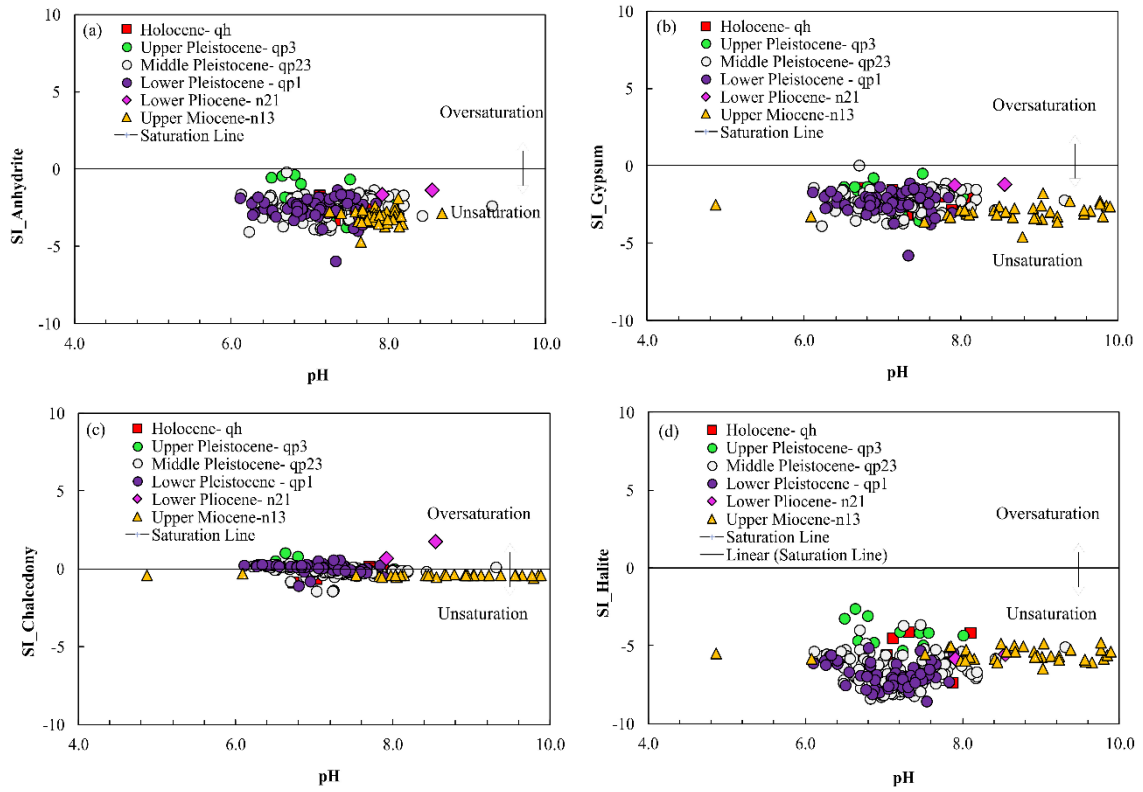 (a)
Holocene- qh
Upper Pleistocene- qp3
Middle Pleistocene- qp23
Lower Pleistocene - qp1
Lower Pliocene- n21
Upper Miocene-n13
Saturation Line
Oversaturation
Unsaturation
SI_Anhydrite
10
5
0
-5
-10
4.0 6.0 8.0 10.0
pH
(b)
Holocene- qh
Upper Pleistocene- qp3
Middle Pleistocene- qp23
Lower Pleistocene - qp1
Lower Pliocene- n21
Upper Miocene-n13
Saturation Line
Oversaturation
Unsaturation
SI_Gypsum
10
5
0
-5
-10
4.0 6.0 8.0 10.0
pH
(c)
Holocene- qh
Upper Pleistocene- qp3
Middle Pleistocene- qp23
Lower Pleistocene - qp1
Lower Pliocene- n21
Upper Miocene-n13
Saturation Line
Oversaturation
Unsaturation
SI_Chalcedony
10
5
0
-5
-10
4.0 6.0 8.0 10.0
pH
(d)
Holocene- qh
Upper Pleistocene- qp3
Middle Pleistocene- qp23
Lower Pleistocene - qp1
Lower Pliocene- n21
Upper Miocene-n13
Saturation Line
Linear (Saturation Line)
Oversaturation
Unsaturation
SI_Halite
10
5
0
-5
-10
4.0 6.0 8.0 10.0
pH